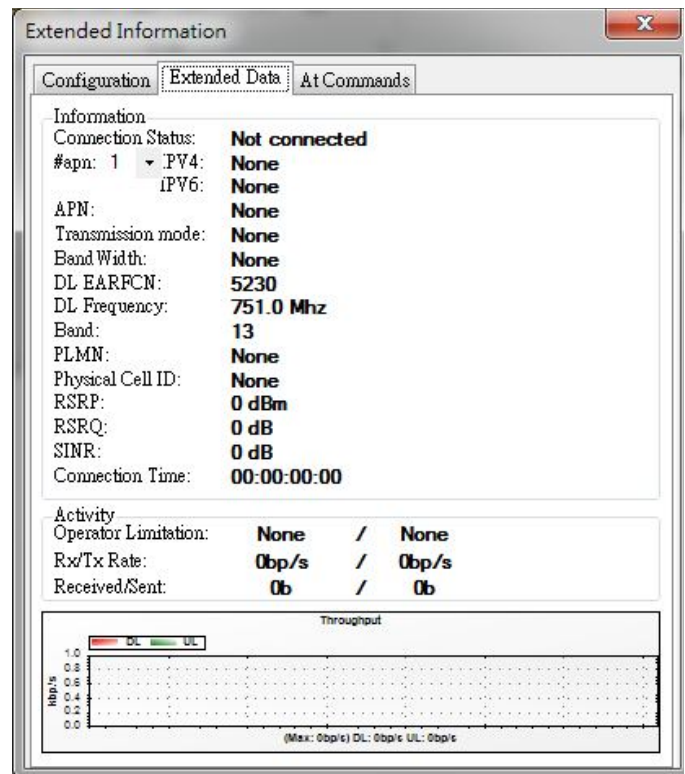 Extended Information
Configuration Extended Data At Commands
Information
Connection Status: Not connected
#apn: 1 IPV4: None
IPV6: None
APN: None
Transmission mode: None
Band Width: None
DL EARFCN: 5230
DL Frequency: 751.0 Mhz
Band: 13
PLMN: None
Physical Cell ID: None
RSRP: 0 dBm
RSRQ: 0 dB
SINR: 0 dB
Connection Time: 00:00:00:00
Activity
Operator Limitation: None / None
Rx/Tx Rate: 0bp/s / 0bp/s
Received/Sent: 0b / 0b
Throughput
DL UL
kbp/s
1.0
0.8
0.6
0.4
0.2
0.0
(Max: 0bp/s) DL: 0bp/s UL: 0bp/s